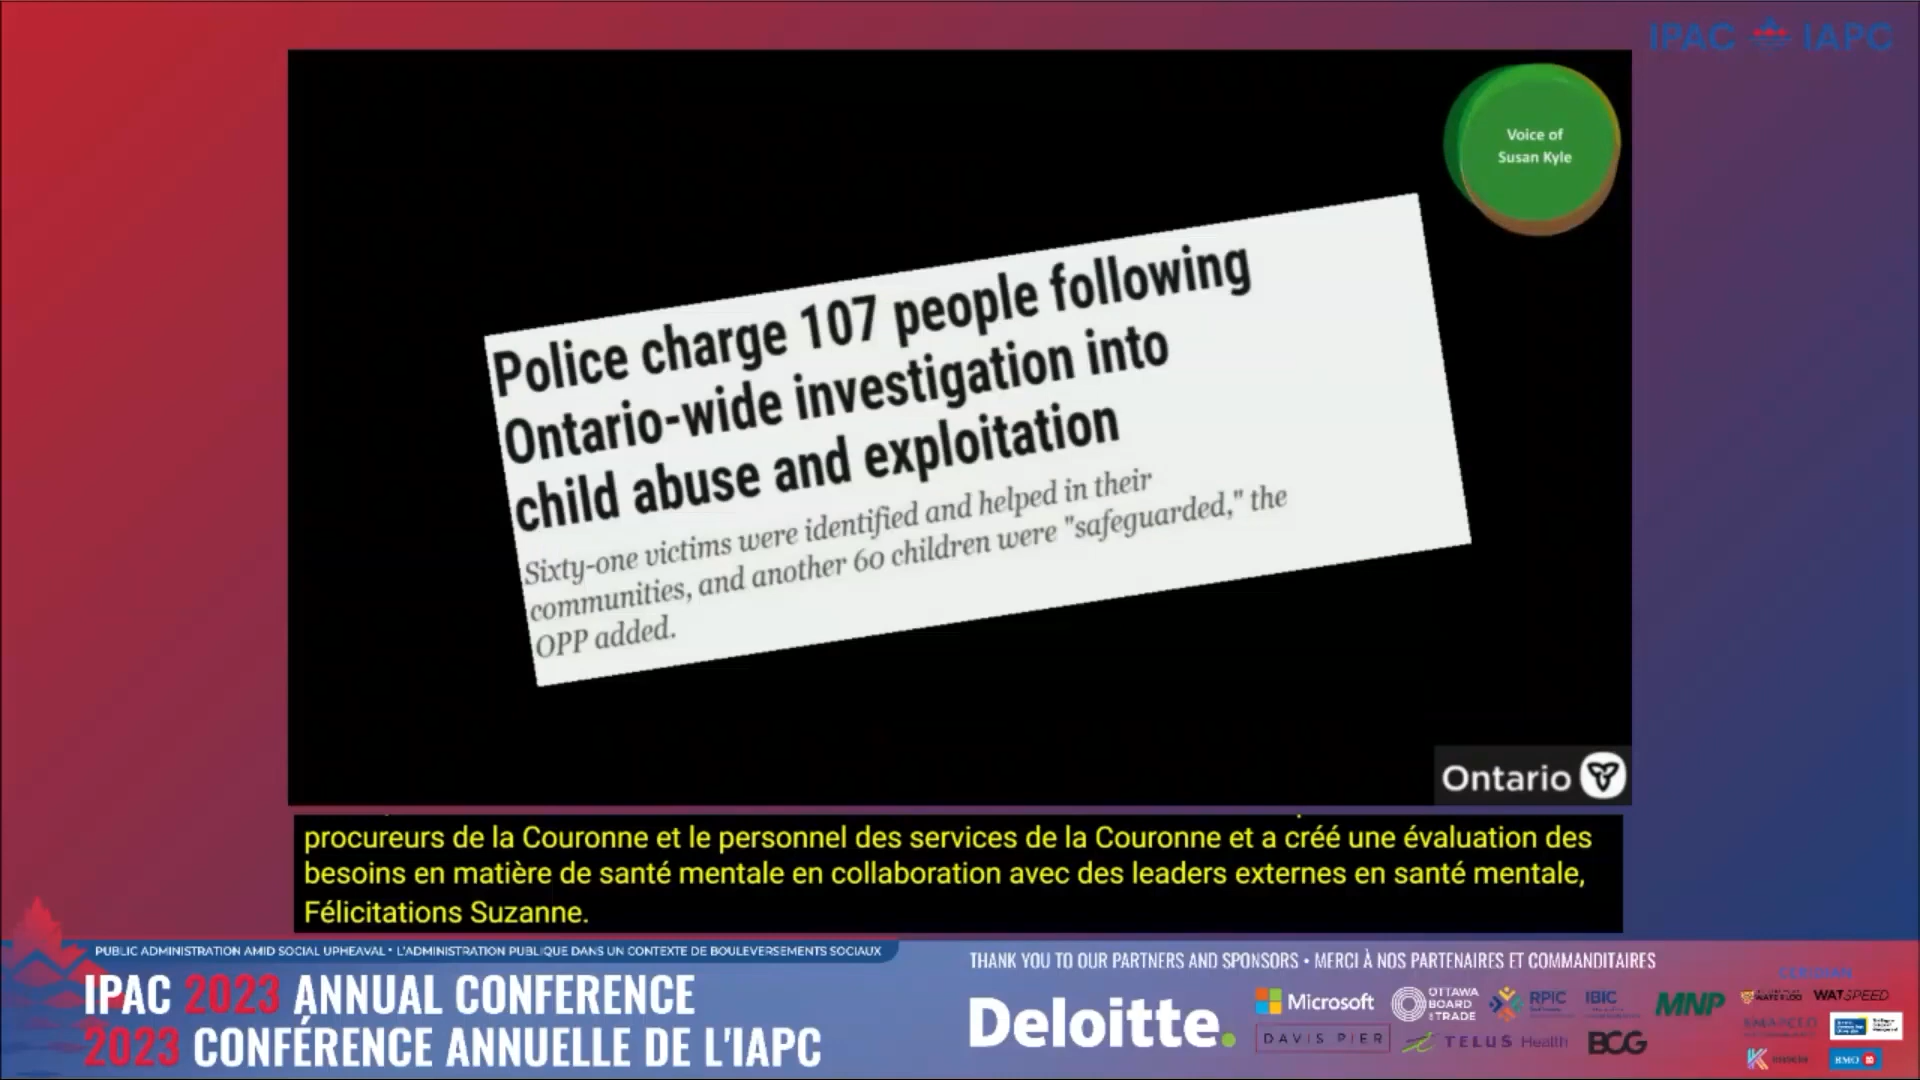 IPAC IAPC
Voice of
Susan Kyle
Police charge 107 people following
Ontario-wide investigation into
child abuse and exploitation
Sixty-one victims were identified and helped in their
communities, and another 60 children were "safeguarded," the
OPP added.
Ontario
procureurs de la Couronne et le personnel des services de la Couronne et a créé une évaluation des
besoins en matière de santé mentale en collaboration avec des leaders externes en santé mentale,
Félicitations Suzanne.
PUBLIC ADMINISTRATION AMID SOCIAL UPHEAVAL • L'ADMINISTRATION PUBLIQUE DANS UN CONTEXTE DE BOULEVERSEMENTS SOCIAUX
IPAC 2023 ANNUAL CONFERENCE
2023 CONFÉRENCE ANNUELLE DE L'IAPC
THANK YOU TO OUR PARTNERS AND SPONSORS • MERCI À NOS PARTENAIRES ET COMMANDITAIRES
Deloitte.
Microsoft
OTTAWA
BOARD
OF TRADE
RPIC IBIC
MNP
WATERLOO
WATSPEED
DAVIS PIER
TELUS Health
BCG
BMO